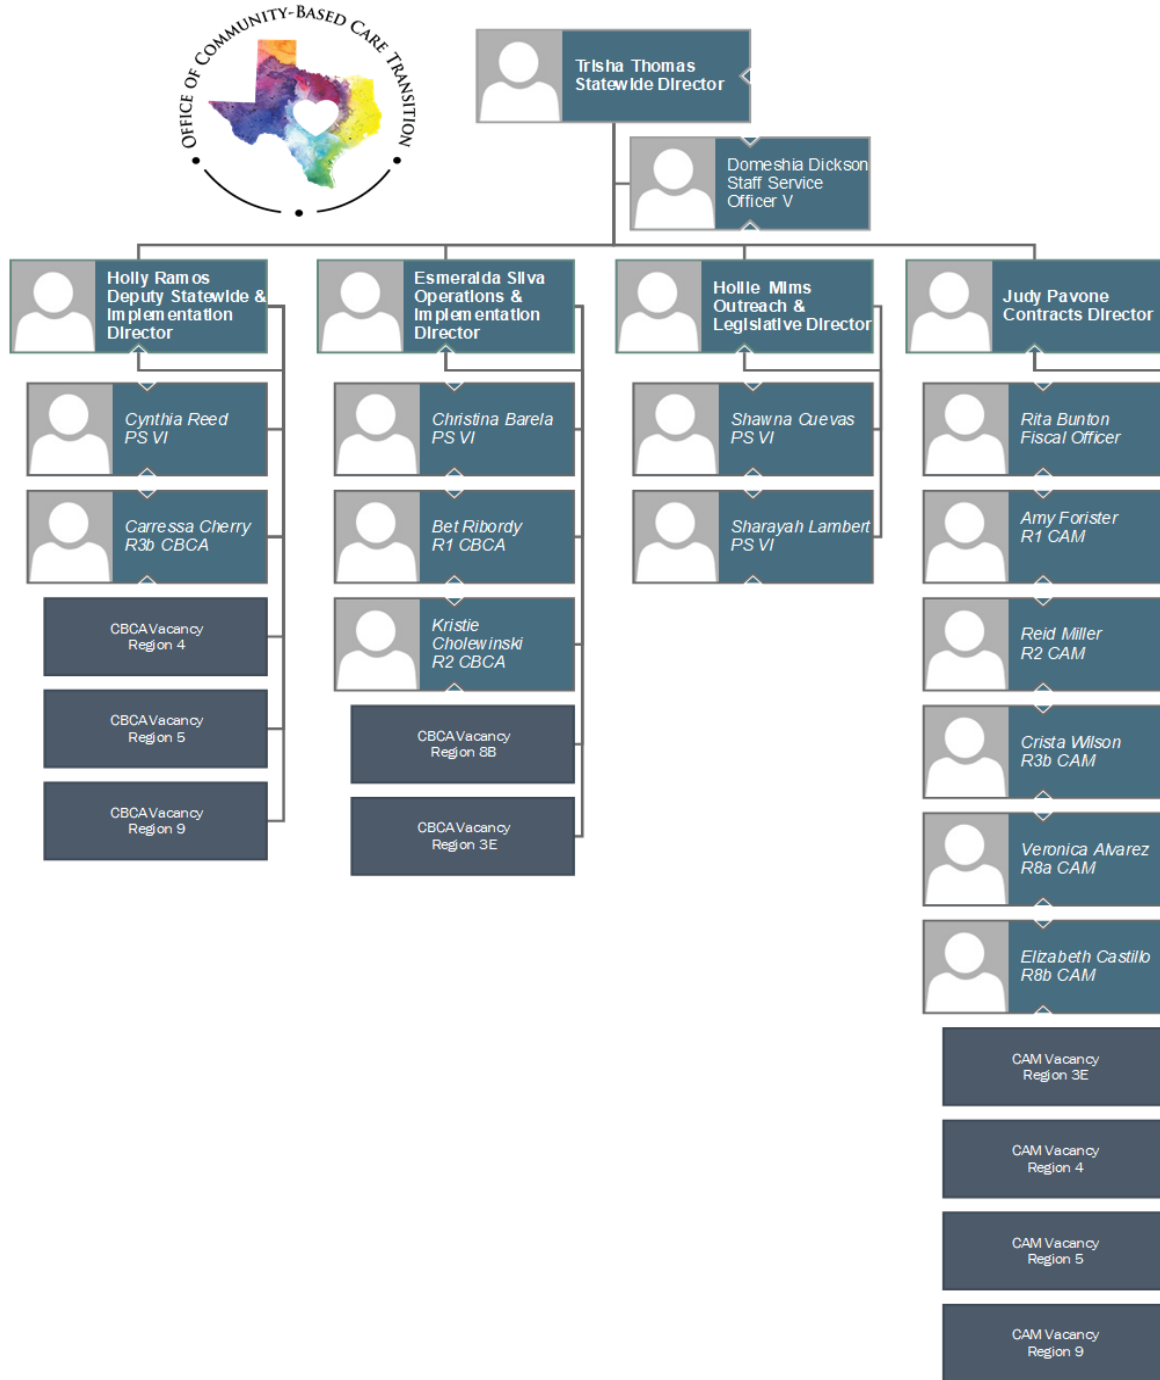 OFFICE OF COMMUNITY-BASED CARE TRANSITION
Trisha Thomas
Statewide Director
Domeshia Dickson
Staff Service
Officer V
Holly Ramos
Deputy Statewide &
Implementation
Director
Cynthia Reed
PS VI
Carressa Cherry
R3b CBCA
CBCA Vacancy
Region 4
CBCA Vacancy
Region 5
CBCA Vacancy
Region 9
Esmeralda Silva
Operations &
Implementation
Director
Christina Barela
PS VI
Bet Ribordy
R1 CBCA
Kristie
Cholewinski
R2 CBCA
CBCA Vacancy
Region 8B
CBCA Vacancy
Region 3E
Hollie Mims
Outreach &
Legislative Director
Shawna Cuevas
PS VI
Sharayah Lambert
PS VI
Judy Pavone
Contracts Director
Rita Bunton
Fiscal Officer
Amy Forister
R1 CAM
Reid Miller
R2 CAM
Crista Wilson
R3b CAM
Veronica Alvarez
R8a CAM
Elizabeth Castillo
R8b CAM
CAM Vacancy
Region 3E
CAM Vacancy
Region 4
CAM Vacancy
Region 5
CAM Vacancy
Region 9